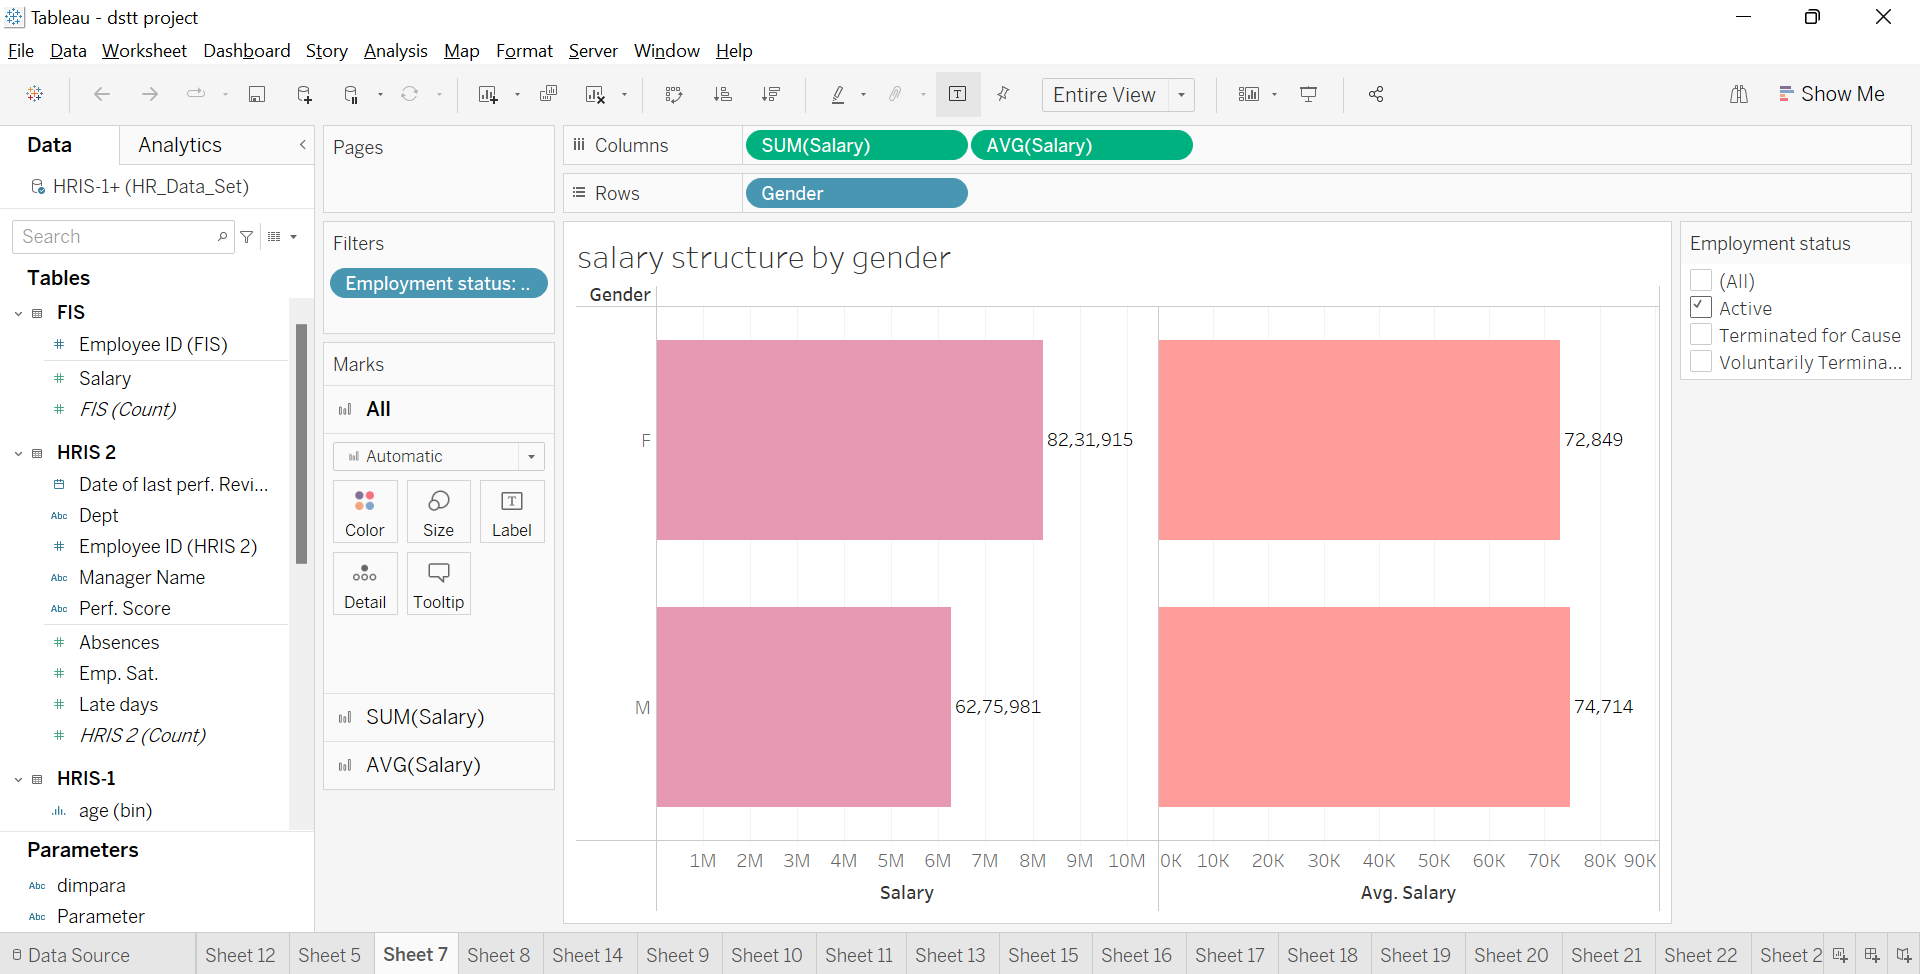 Tableau - dstt project
File Data Worksheet Dashboard Story Analysis Map Format Server Window Help
Entire View
Show Me
Data Analytics
HRIS-1+ (HR_Data_Set)
Search
Tables
FIS
Employee ID (FIS)
Salary
FIS (Count)
HRIS 2
Date of last perf. Revi...
Abc Dept
Employee ID (HRIS 2)
Abc Manager Name
Abc Perf. Score
Absences
Emp. Sat.
Late days
HRIS 2 (Count)
HRIS-1
age (bin)
Parameters
Abc dimpara
Abc Parameter
Pages
Filters
Employment status: ..
Marks
All
Automatic
Color Size Label
Detail Tooltip
SUM(Salary)
AVG(Salary)
Columns SUM(Salary) AVG(Salary)
Rows Gender
salary structure by gender
Gender
F 82,31,915 72,849
M 62,75,981 74,714
1M 2M 3M 4M 5M 6M 7M 8M 9M 10M 0K 10K 20K 30K 40K 50K 60K 70K 80K 90K
Salary Avg. Salary
Employment status
(All)
Active
Terminated for Cause
Voluntarily Termina...
Data Source Sheet 12 Sheet 5 Sheet 7 Sheet 8 Sheet 14 Sheet 9 Sheet 10 Sheet 11 Sheet 13 Sheet 15 Sheet 16 Sheet 17 Sheet 18 Sheet 19 Sheet 20 Sheet 21 Sheet 22 Sheet 2